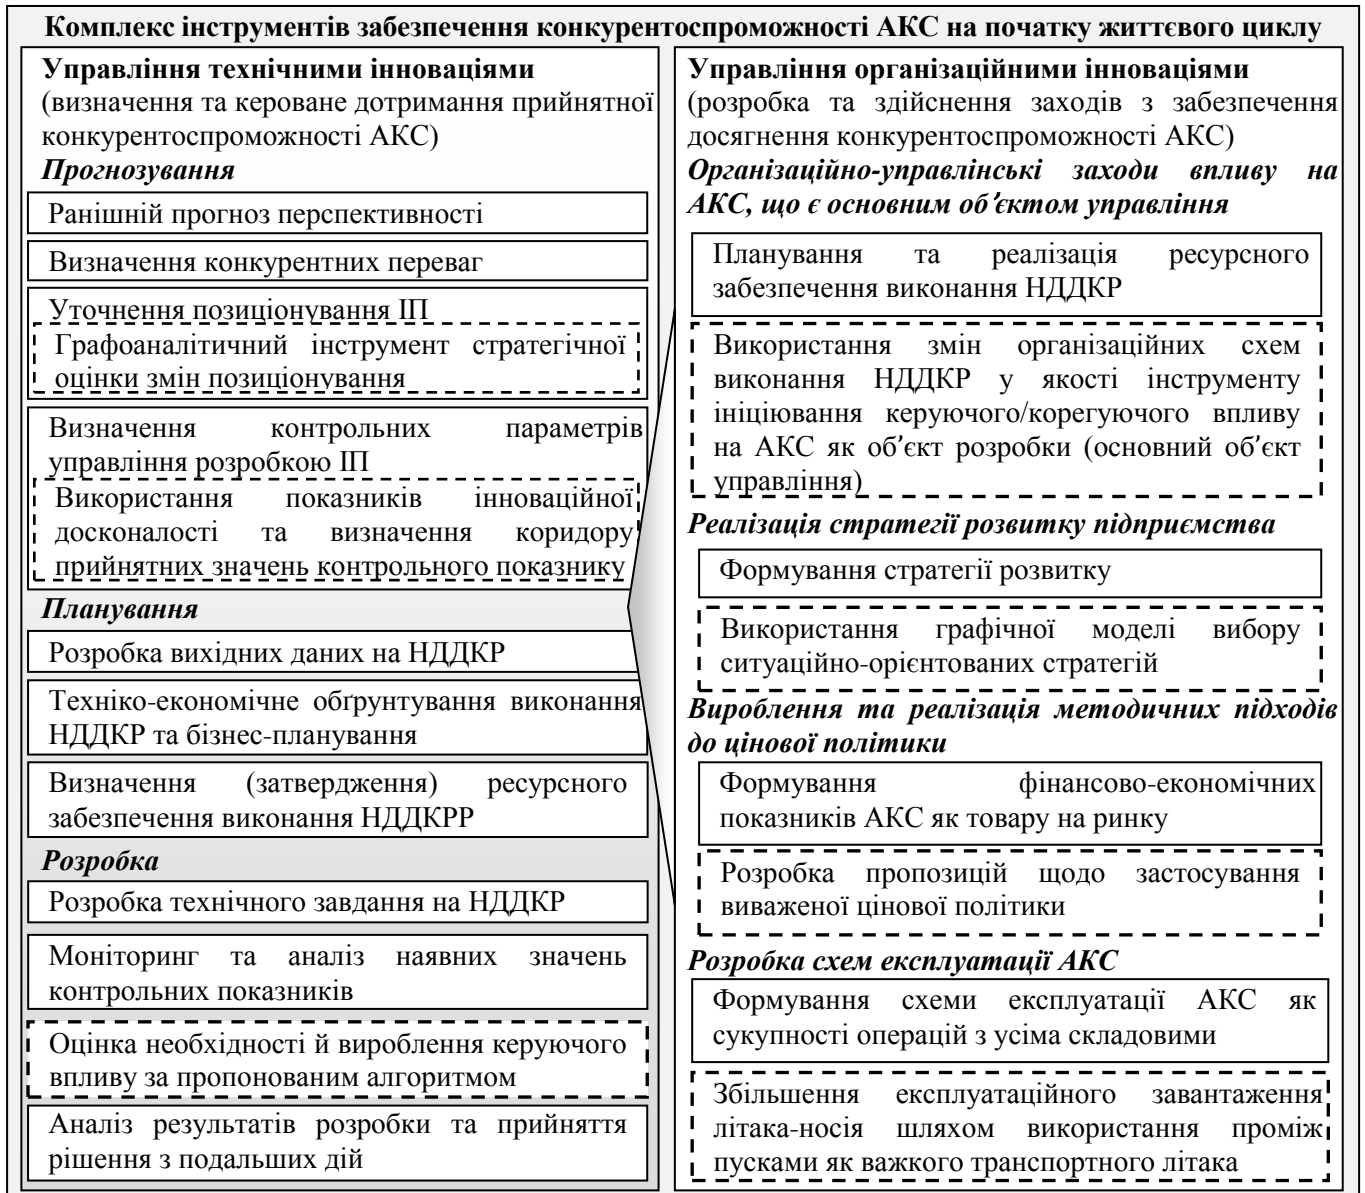 Комплекс інструментів забезпечення конкурентоспроможності АКС на початку життєвого циклу
Управління технічними інноваціями
(визначення та кероване дотримання прийнятної
конкурентоспроможності АКС)
Прогнозування
Ранішній прогноз перспективності
Визначення конкурентних переваг
Уточнення позиціонування ІП
Графоаналітичний інструмент стратегічної
оцінки змін позиціонування
Визначення контрольних параметрів
управління розробкою ІП
Використання показників інноваційної
досконалості та визначення коридору
прийнятних значень контрольного показнику
Планування
Розробка вихідних даних на НДДКР
Техніко-економічне обґрунтування виконання
НДДКР та бізнес-планування
Визначення (затвердження) ресурсного
забезпечення виконання НДДКРР
Розробка
Розробка технічного завдання на НДДКР
Моніторинг та аналіз наявних значень
контрольних показників
Оцінка необхідності й вироблення керуючого
впливу за пропонованим алгоритмом
Аналіз результатів розробки та прийняття
рішення з подальших дій
Управління організаційними інноваціями
(розробка та здійснення заходів з забезпечення
досягнення конкурентоспроможності АКС)
Організаційно-управлінські заходи впливу на
АКС, що є основним об'єктом управління
Планування та реалізація ресурсного
забезпечення виконання НДДКР
Використання змін організаційних схем
виконання НДДКР у якості інструменту
ініціювання керуючого/корегуючого впливу
на АКС як об'єкт розробки (основний об'єкт
управління)
Реалізація стратегії розвитку підприємства
Формування стратегії розвитку
Використання графічної моделі вибору
ситуаційно-орієнтованих стратегій
Вироблення та реалізація методичних підходів
до цінової політики
Формування фінансово-економічних
показників АКС як товару на ринку
Розробка пропозицій щодо застосування
виваженої цінової політики
Розробка схем експлуатації АКС
Формування схеми експлуатації АКС як
сукупності операцій з усіма складовими
Збільшення експлуатаційного завантаження
літака-носія шляхом використання проміж
пусками як важкого транспортного літака